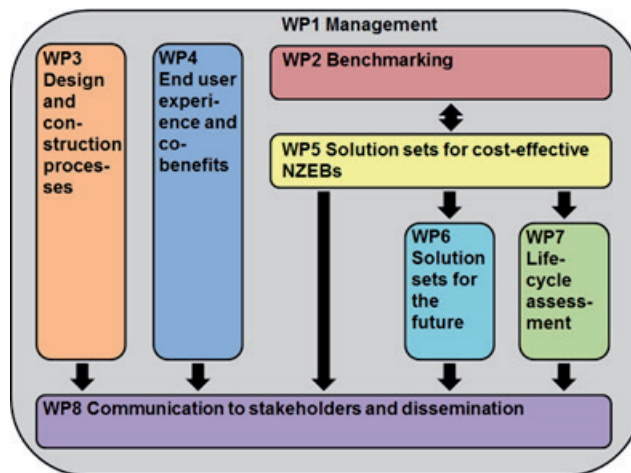 WP1 Management
WP3
Design
and
con-
struction
proces-
ses
WP4
End user
experi-
ence and
co-
benefits
WP2 Benchmarking
WP5 Solution sets for cost-effective
NZEBs
WP6
Solution
sets for
the
future
WP7
Life-
cycle
assess-
ment
WP8 Communication to stakeholders and dissemination